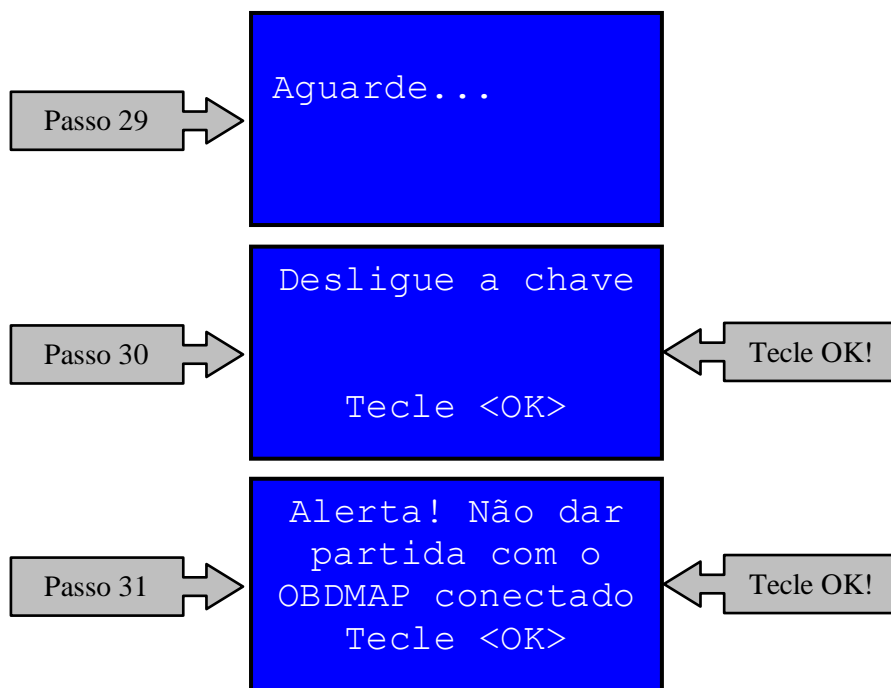 Passo 29
Aguarde...
Passo 30
Desligue a chave
Tecle <OK>
Tecle OK!
Passo 31
Alerta! Não dar
partida com o
OBDMAP conectado
Tecle <OK>
Tecle OK!